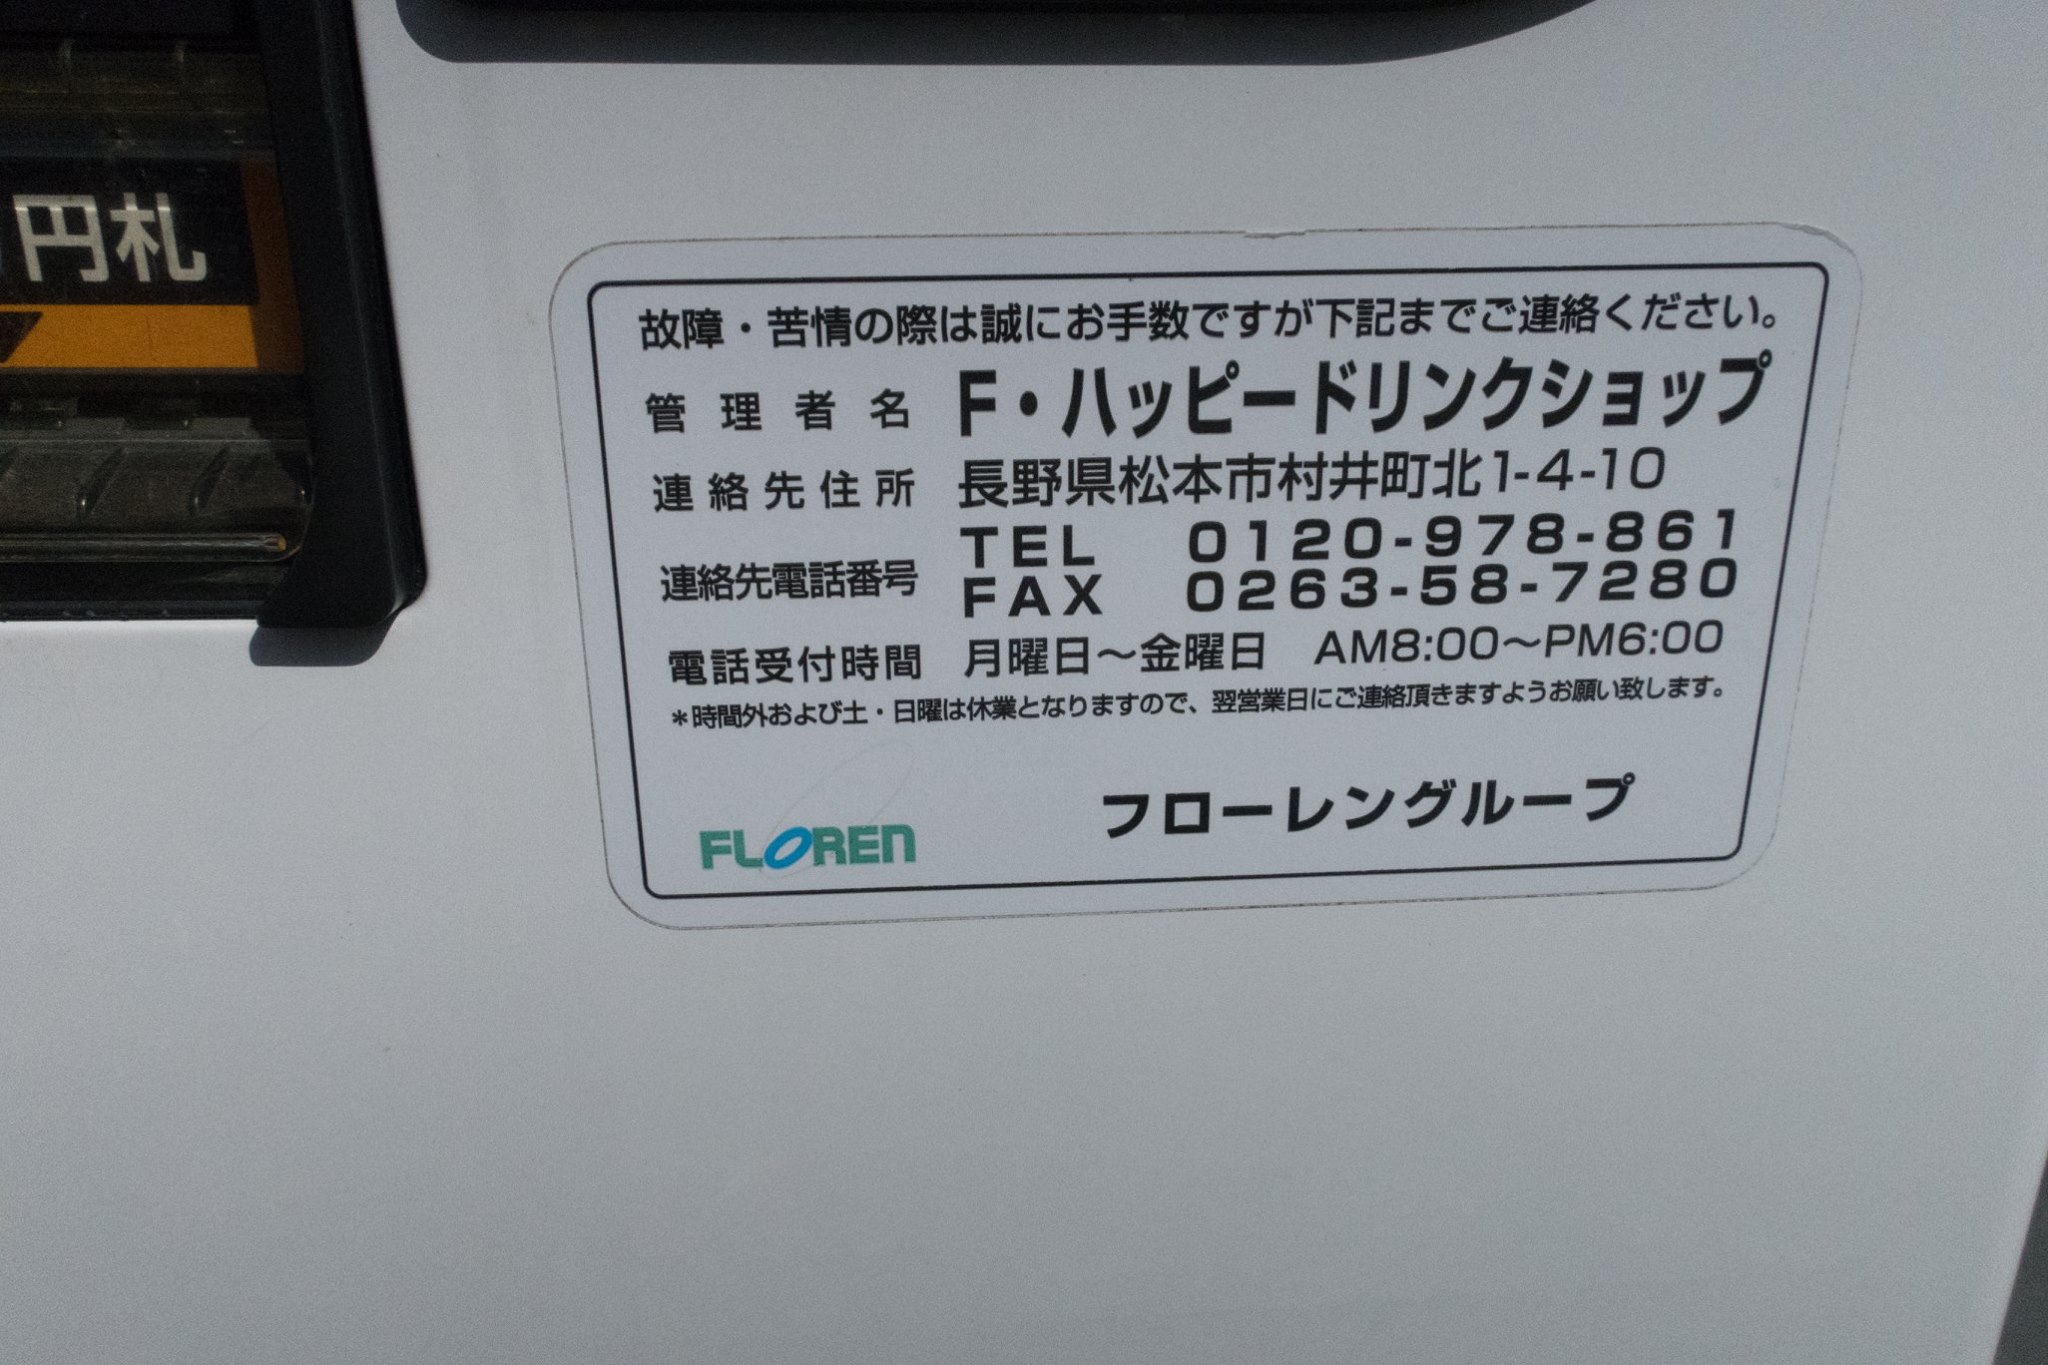 円札
故障・苦情の際は誠にお手数ですが下記までご連絡ください。
管理者名 F・ハッピードリンクショップ
連絡先住所 長野県松本市村井町北1-4-10
連絡先電話番号 TEL 0120-978-861
FAX 0263-58-7280
電話受付時間 月曜日～金曜日 AM8:00～PM6:00
＊時間外および土・日曜は休業となりますので、翌営業日にご連絡頂きますようお願い致します。
FLOREN フローレングループ